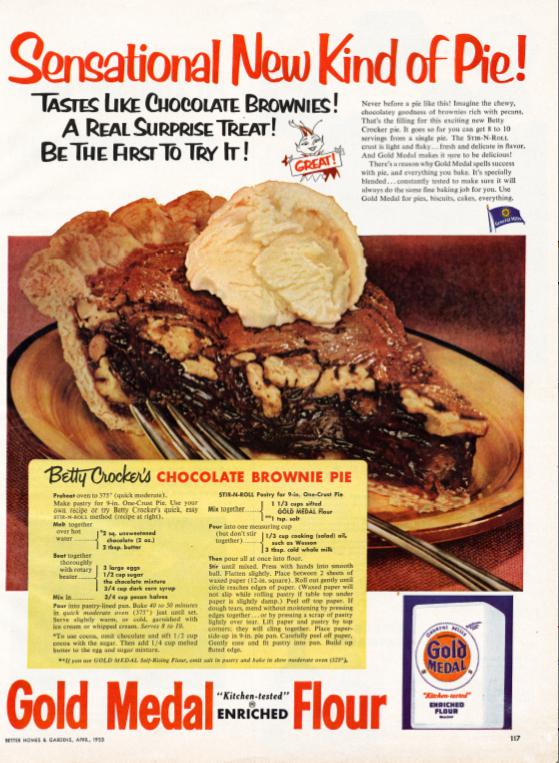 Sensational New Kind of Pie!
TASTES LIKE CHOCOLATE BROWNIES!
A REAL SURPRISE TREAT!
BE THE FIRST TO TRY IT!
GREAT!
Never before a pie like this! Imagine the chewy,
chocolatey goodness of brownies rich with pecans.
That's the filling for this exciting new Betty
Crocker pie. It goes so far you can get 8 to 10
servings from a single pie. The STIR-N-ROLL
crust is light and flaky...fresh and delicate in flavor.
And Gold Medal makes it sure to be delicious!
There's a reason why Gold Medal spells success
with pie, and everything you bake. It's specially
blended...constantly tested to make sure it will
always do the same fine baking job for you. Use
Gold Medal for pies, biscuits, cakes, everything.
General Mills
Betty Crocker's CHOCOLATE BROWNIE PIE
Preheat oven to 375° (quick moderate).
Make pastry for 9-in. One-Crust Pie. Use your
own recipe or try Betty Crocker's quick, easy
STIR-N-ROLL method (recipe at right).
Melt together
over hot
water
*2 sq. unsweetened
chocolate (2 oz.)
2 tbsp. butter
Beat together
thoroughly
with rotary
beater
3 large eggs
1/2 cup sugar
the chocolate mixture
3/4 cup dark corn syrup
Mix in 3/4 cup pecan halves
Pour into pastry-lined pan. Bake 40 to 50 minutes
in quick moderate oven (375°) just until set.
Serve slightly warm, or cold, garnished with
ice cream or whipped cream. Serves 8 to 10.
*To use cocoa, omit chocolate and sift 1/2 cup
cocoa with the sugar. Then add 1/4 cup melted
butter to the egg and sugar mixture.
STIR-N-ROLL Pastry for 9-in. One-Crust Pie
Mix together
1 1/3 cups sifted
GOLD MEDAL Flour
**1 tsp. salt
Pour into one measuring cup
(but don't stir
together)
1/3 cup cooking (salad) oil,
such as Wesson
3 tbsp. cold whole milk
Then pour all at once into flour.
Stir until mixed. Press with hands into smooth
ball. Flatten slightly. Place between 2 sheets of
waxed paper (12-in. square). Roll out gently until
circle reaches edges of paper. (Waxed paper will
not slip while rolling pastry if table top under
paper is slightly damp.) Peel off top paper. If
dough tears, mend without moistening by pressing
edges together...or by pressing a scrap of pastry
lightly over tear. Lift paper and pastry by top
corners; they will cling together. Place paper-
side-up in 9-in. pie pan. Carefully peel off paper.
Gently ease and fit pastry into pan. Build up
fluted edge.
**If you use GOLD MEDAL Self-Rising Flour, omit salt in pastry and bake in slow moderate oven (325°).
Gold Medal "Kitchen-tested" ENRICHED Flour
Gold
MEDAL
"Kitchen-tested"
ENRICHED
FLOUR
BETTER HOMES & GARDENS, APRIL, 1953
117